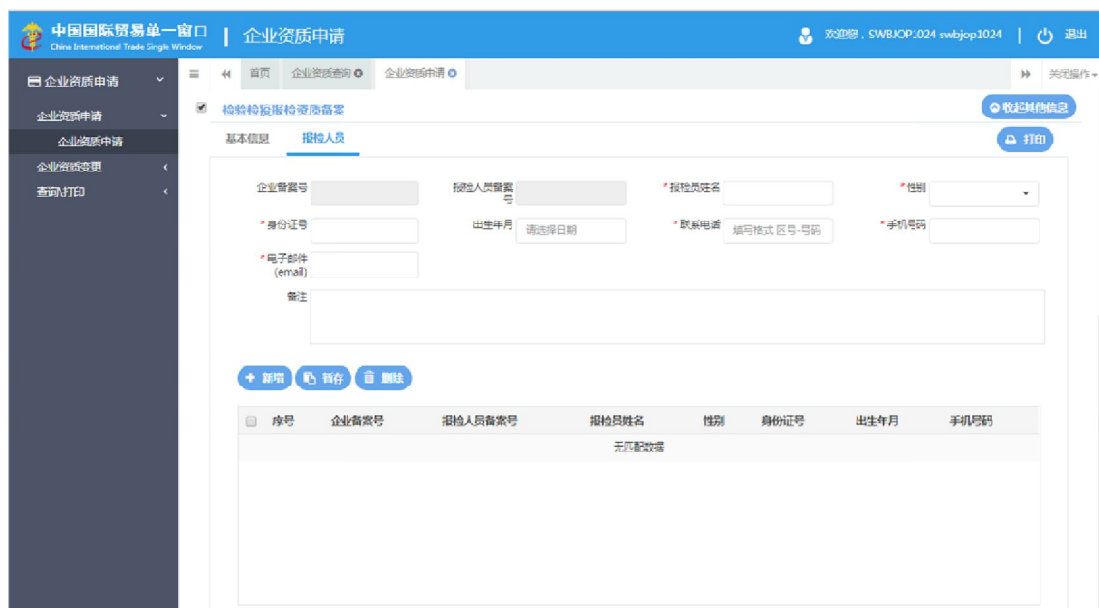 中国国际贸易单一窗口
China International Trade Single Window
企业资质申请
欢迎您，SWBJOP1024 swbjop1024
退出
企业资质申请
首页
企业资质查询
企业资质申请
关闭操作
企业资质申请
检验检疫报检资质备案
收起其他信息
企业资质申请
基本信息
报检人员
打印
企业资质变更
查询\打印
企业备案号
报检人员备案号
*报检员姓名
*性别
*身份证号
出生年月
请选择日期
*联系电话
填写格式 区号-号码
*手机号码
*电子邮件
(email)
备注
新增
暂存
删除
序号
企业备案号
报检人员备案号
报检员姓名
性别
身份证号
出生年月
手机号码
无匹配数据